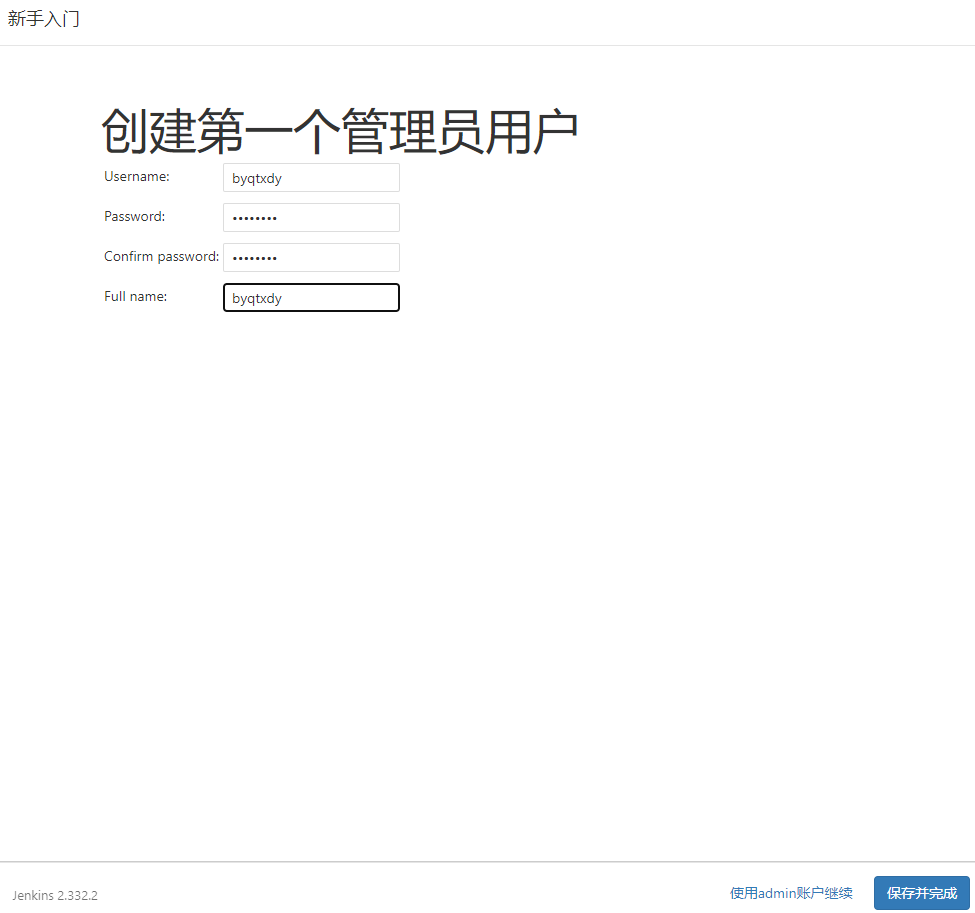 新手入门
创建第一个管理员用户
Username: byqtxdy
Password: ••••••••
Confirm password: ••••••••
Full name: byqtxdy
Jenkins 2.332.2 使用admin账户继续 保存并完成